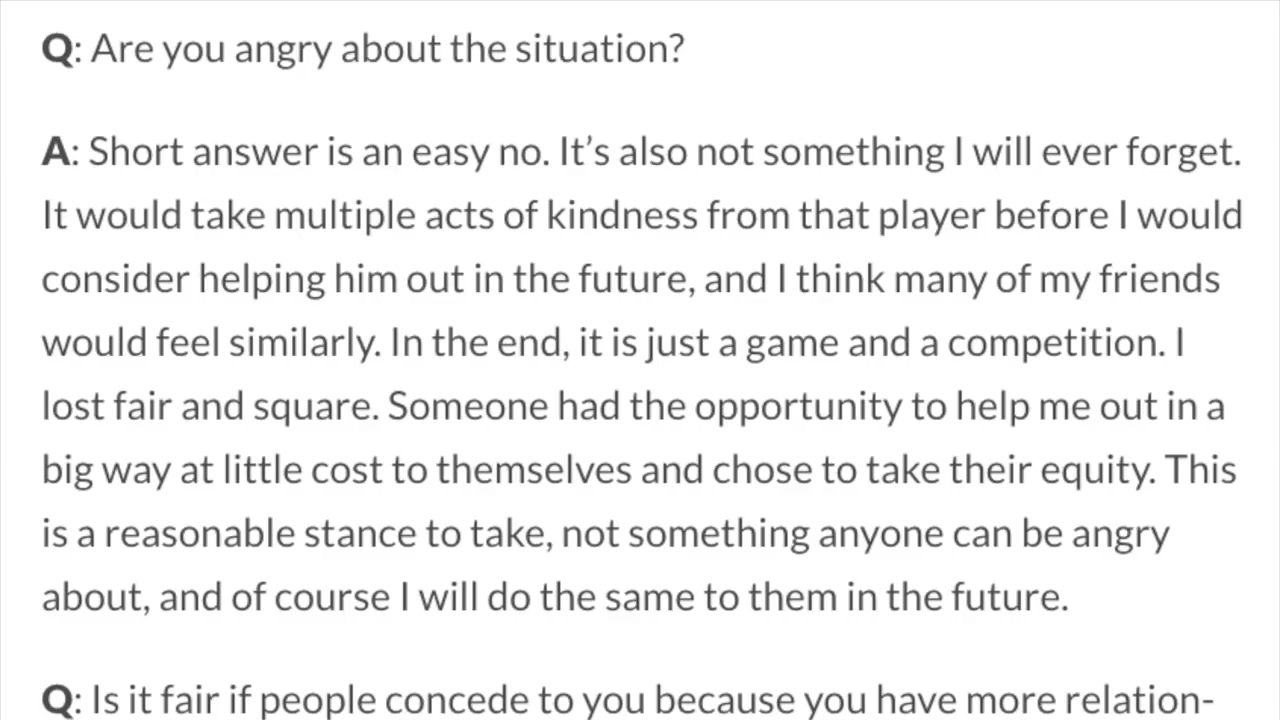 Q: Are you angry about the situation?
A: Short answer is an easy no. It’s also not something I will ever forget.
It would take multiple acts of kindness from that player before I would
consider helping him out in the future, and I think many of my friends
would feel similarly. In the end, it is just a game and a competition. I
lost fair and square. Someone had the opportunity to help me out in a
big way at little cost to themselves and chose to take their equity. This
is a reasonable stance to take, not something anyone can be angry
about, and of course I will do the same to them in the future.
Q: Is it fair if people concede to you because you have more relation-